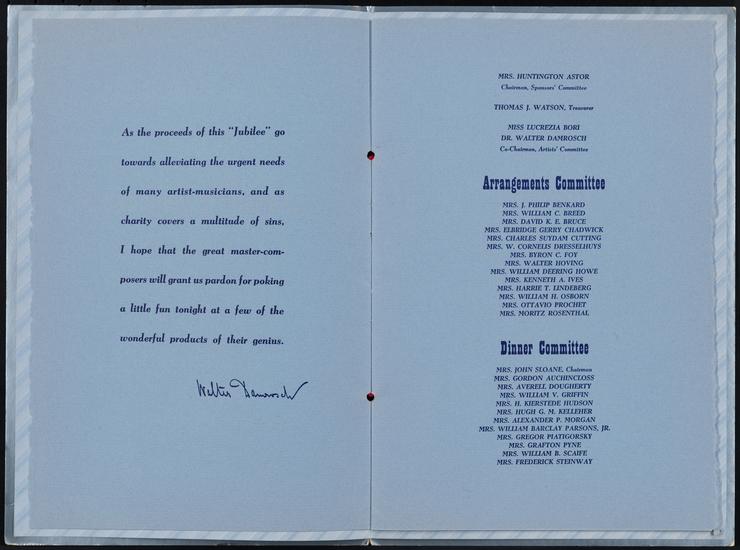 As the proceeds of this "Jubilee" go
towards alleviating the urgent needs
of many artist-musicians, and as
charity covers a multitude of sins,
I hope that the great master-com-
posers will grant us pardon for poking
a little fun tonight at a few of the
wonderful products of their genius.
Walter Damrosch
MRS. HUNTINGTON ASTOR
Chairman, Sponsors' Committee
THOMAS J. WATSON, Treasurer
MISS LUCREZIA BORI
DR. WALTER DAMROSCH
Co-Chairman, Artists' Committee
Arrangements Committee
MRS. J. PHILIP BENKARD
MRS. WILLIAM C. BREED
MRS. DAVID K. E. BRUCE
MRS. ELBRIDGE GERRY CHADWICK
MRS. CHARLES SUYDAM CUTTING
MRS. W. CORNELIS DRESSELHUYS
MRS. BYRON C. FOY
MRS. WALTER HOVING
MRS. WILLIAM DEERING HOWE
MRS. KENNETH A. IVES
MRS. HARRIE T. LINDEBERG
MRS. WILLIAM H. OSBORN
MRS. OTTAVIO PROCHET
MRS. MORITZ ROSENTHAL
Dinner Committee
MRS. JOHN SLOANE, Chairman
MRS. GORDON AUCHINCLOSS
MRS. AVERELL DOUGHERTY
MRS. WILLIAM V. GRIFFIN
MRS. H. KIERSTEDE HUDSON
MRS. HUGH G. M. KELLEHER
MRS. ALEXANDER P. MORGAN
MRS. WILLIAM BARCLAY PARSONS, JR.
MRS. GREGOR PIATIGORSKY
MRS. GRAFTON PYNE
MRS. WILLIAM B. SCAIFE
MRS. FREDERICK STEINWAY